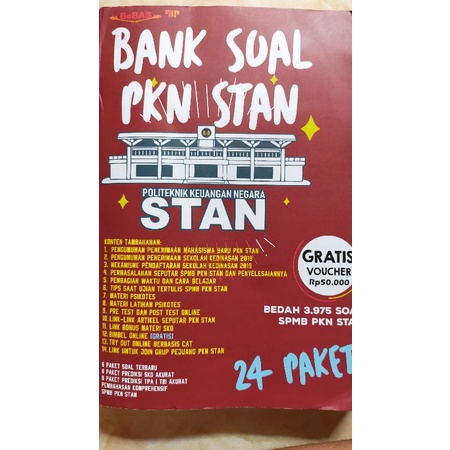 BeBAS
BANK SOAL
PKN STAN
POLITEKNIK KEUANGAN NEGARA
STAN
KONTEN TAMBAHAN:
1. PENGUMUMAN PENERIMAAN MAHASISWA BARU PKN STAN
2. PENGUMUMAN PENERIMAAN SEKOLAH KEDINASAN 2019
3. MEKANISME PENDAFTARAN SEKOLAH KEDINASAN 2019
4. PERMASALAHAN SEPUTAR SPMB PKN STAN DAN PENYELESAIANNYA
5. PEMBAGIAN WAKTU DAN CARA BELAJAR
6. TIPS SAAT UJIAN TERTULIS SPMB PKN STAN
7. MATERI PSIKOTES
8. MATERI LATIHAN PSIKOTES
9. PRE TEST DAN POST TEST ONLINE
10. LINK-LINK ARTIKEL SEPUTAR PKN STAN
11. LINK BONUS MATERI SKD
12. BIMBEL ONLINE (GRATIS)
13. TRY OUT ONLINE BERBASIS CAT
14. LINK UNTUK JOIN GRUP PEJUANG PKN STAN
GRATIS
VOUCHER
Rp50.000
BEDAH 3.975 SOA
SPMB PKN STA
24 PAKET
8 PAKET SOAL TERBARU
8 PAKET PREDIKSI SKD AKURAT
8 PAKET PREDIKSI TPA | TBI AKURAT
PEMBAHASAN KOMPREHENSIF
SPMB PKN STAN